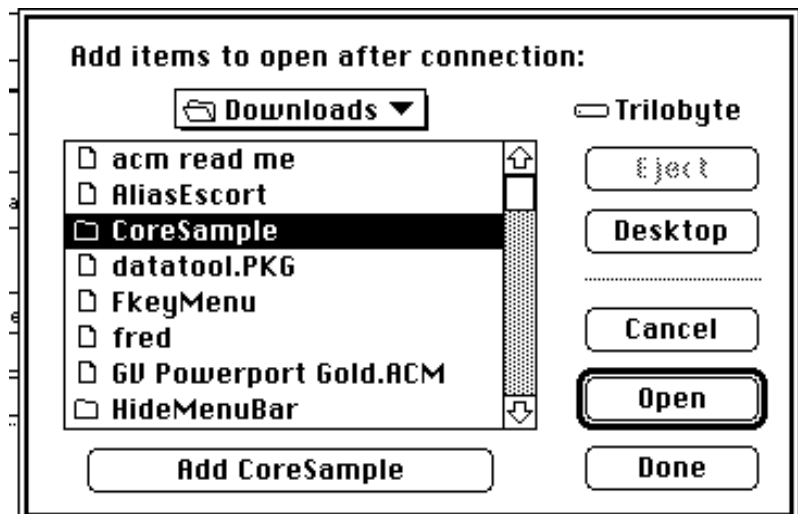 Add items to open after connection:
Downloads
Trilobyte
acm read me
AliasEscort
CoreSample
datatool.PKG
FkeyMenu
fred
GV Powerport Gold.ACM
HideMenuBar
Eject
Desktop
Cancel
Open
Add CoreSample
Done